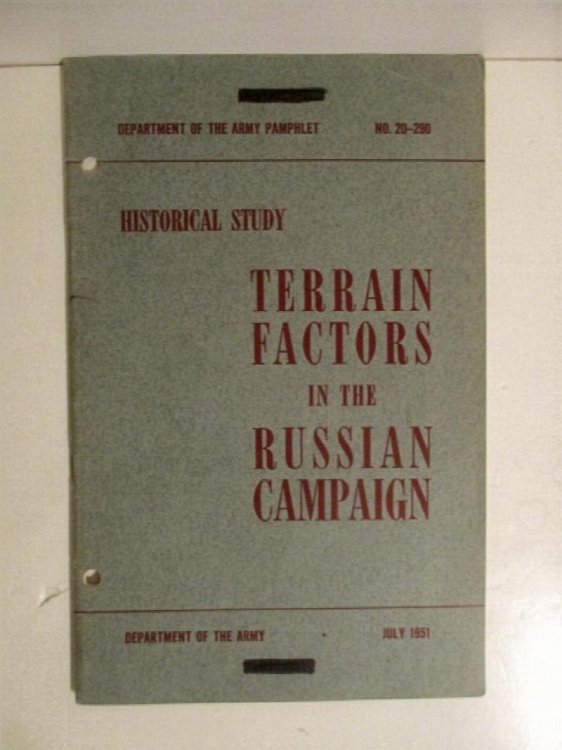 DEPARTMENT OF THE ARMY PAMPHLET NO. 20-290
HISTORICAL STUDY
TERRAIN
FACTORS
IN THE
RUSSIAN
CAMPAIGN
DEPARTMENT OF THE ARMY JULY 1951